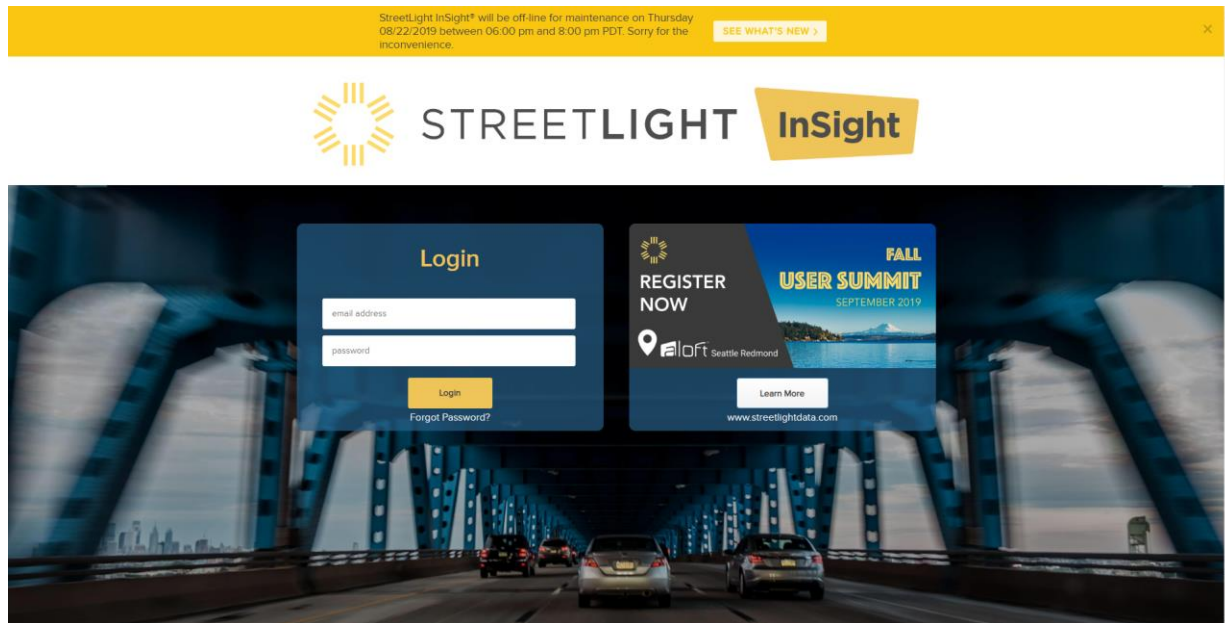 StreetLight InSight® will be off-line for maintenance on Thursday
08/22/2019 between 06:00 pm and 8:00 pm PDT. Sorry for the
inconvenience.
SEE WHAT'S NEW >
×
STREETLIGHT InSight
Login
email address
password
Login
Forgot Password?
REGISTER
NOW
aloft Seattle Redmond
FALL
USER SUMMIT
SEPTEMBER 2019
Learn More
www.streetlightdata.com